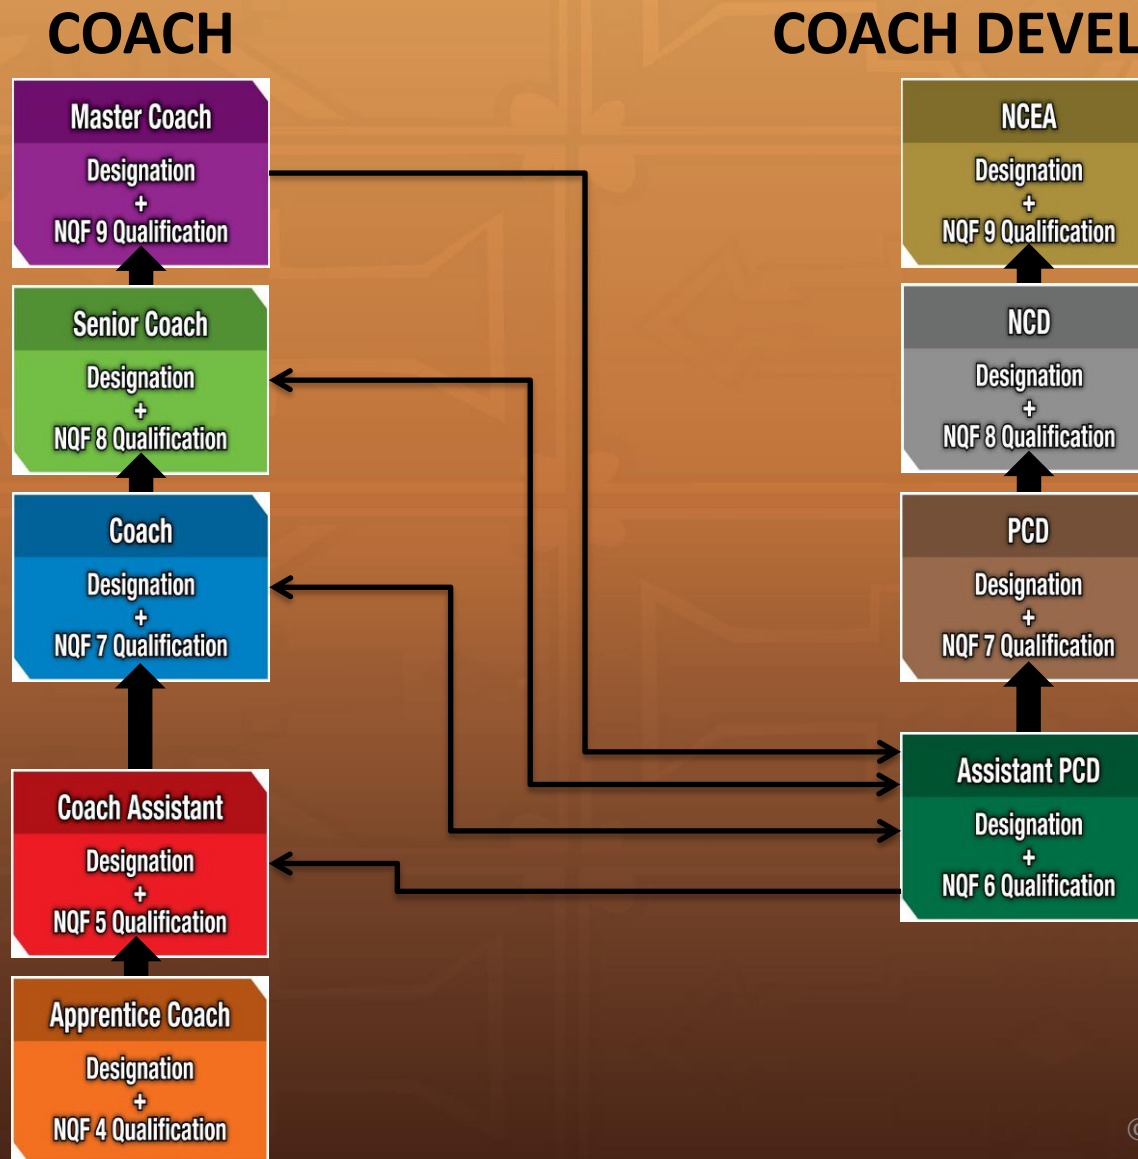 COACH
Master Coach
Designation
+
NQF 9 Qualification
Senior Coach
Designation
+
NQF 8 Qualification
Coach
Designation
+
NQF 7 Qualification
Coach Assistant
Designation
+
NQF 5 Qualification
Apprentice Coach
Designation
+
NQF 4 Qualification
COACH DEVEL
NCEA
Designation
+
NQF 9 Qualification
NCD
Designation
+
NQF 8 Qualification
PCD
Designation
+
NQF 7 Qualification
Assistant PCD
Designation
+
NQF 6 Qualification
©